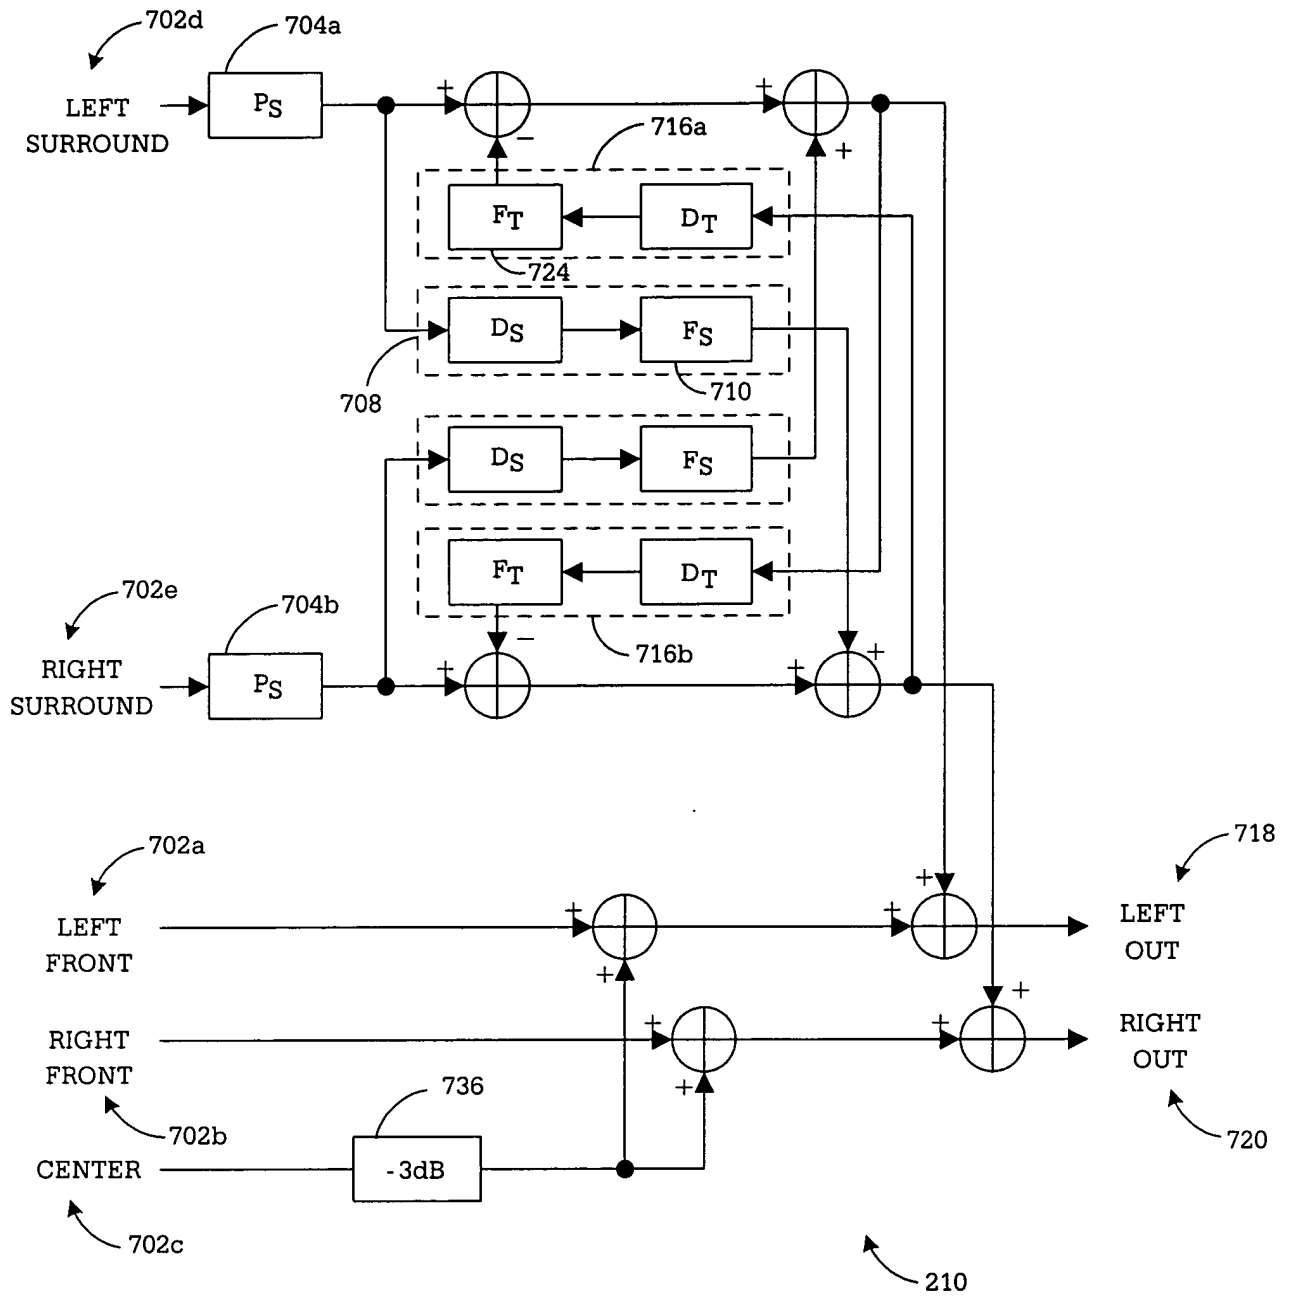 702d
704a
LEFT
SURROUND
PS
+
−
+
+
716a
FT
DT
724
DS
FS
708
710
DS
FS
FT
DT
702e
704b
716b
−
RIGHT
SURROUND
PS
+
+
+
702a
718
LEFT
FRONT
+
+
+
+
LEFT
OUT
RIGHT
FRONT
+
+
+
+
RIGHT
OUT
702b
736
720
CENTER
-3dB
702c
210